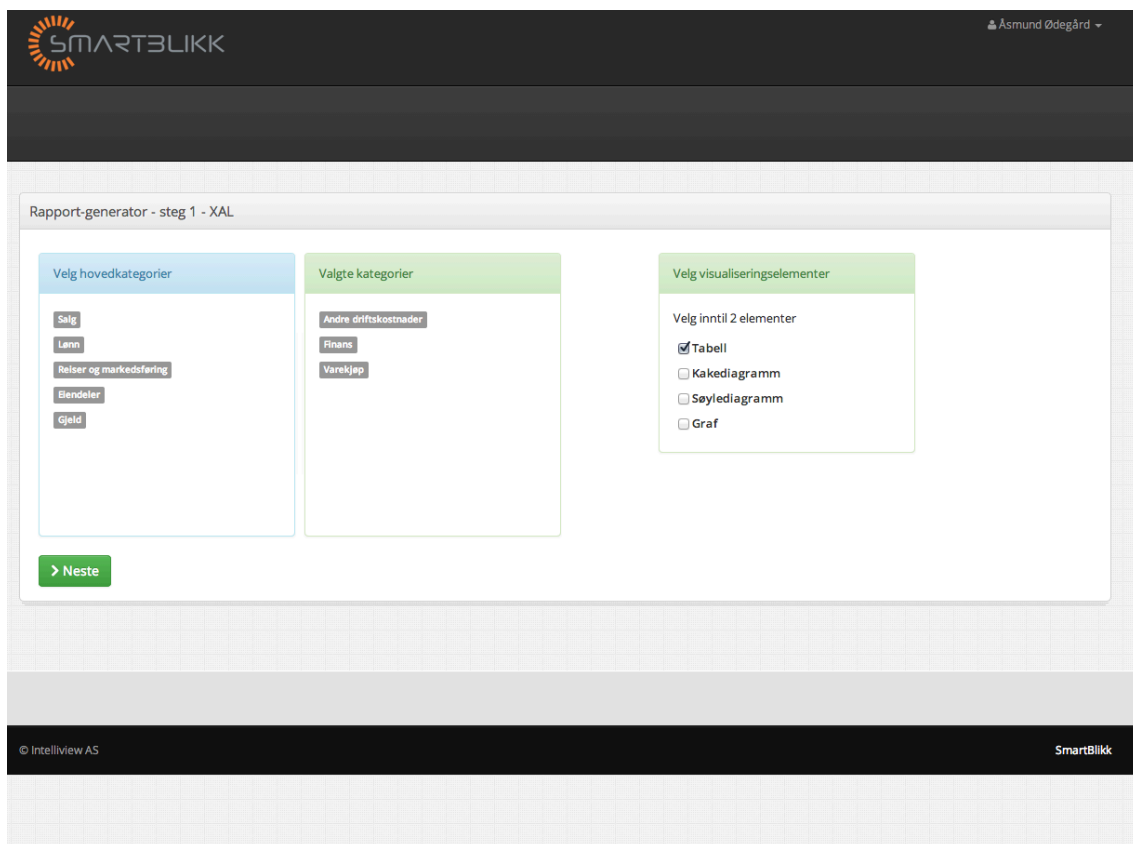 SMARTBLIKK
Åsmund Ødegård
Rapport-generator - steg 1 - XAL
Velg hovedkategorier
Salg
Lønn
Reiser og markedsføring
Eiendeler
Gjeld
Valgte kategorier
Andre driftskostnader
Finans
Varekjøp
Velg visualiseringselementer
Velg inntil 2 elementer
Tabell
Kakediagramm
Søylediagramm
Graf
Neste
© Intelliview AS
SmartBlikk